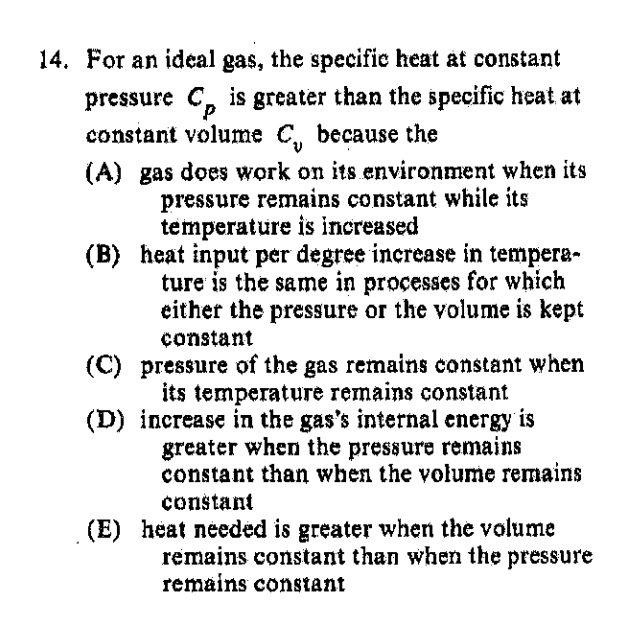 14. For an ideal gas, the specific heat at constant
pressure Cp is greater than the specific heat at
constant volume Cv because the
(A) gas does work on its environment when its
pressure remains constant while its
temperature is increased
(B) heat input per degree increase in tempera-
ture is the same in processes for which
either the pressure or the volume is kept
constant
(C) pressure of the gas remains constant when
its temperature remains constant
(D) increase in the gas's internal energy is
greater when the pressure remains
constant than when the volume remains
constant
(E) heat needed is greater when the volume
remains constant than when the pressure
remains constant